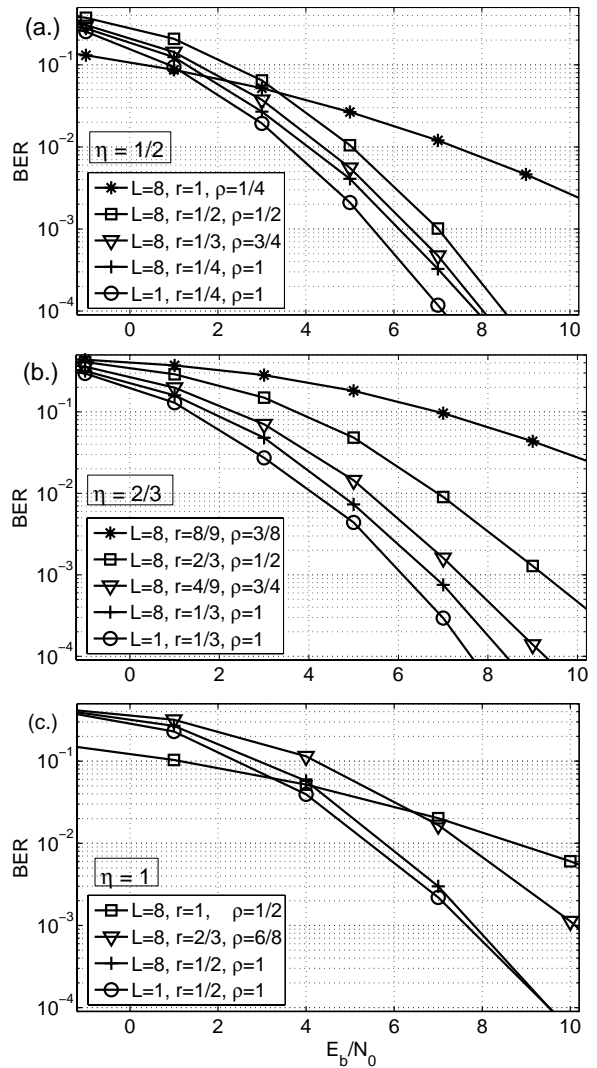 (a.)
10^-1
10^-2
10^-3
10^-4
BER
η = 1/2
L=8, r=1, ρ=1/4
L=8, r=1/2, ρ=1/2
L=8, r=1/3, ρ=3/4
L=8, r=1/4, ρ=1
L=1, r=1/4, ρ=1
0 2 4 6 8 10
(b.)
10^-1
10^-2
10^-3
10^-4
BER
η = 2/3
L=8, r=8/9, ρ=3/8
L=8, r=2/3, ρ=1/2
L=8, r=4/9, ρ=3/4
L=8, r=1/3, ρ=1
L=1, r=1/3, ρ=1
0 2 4 6 8 10
(c.)
10^-1
10^-2
10^-3
10^-4
BER
η = 1
L=8, r=1, ρ=1/2
L=8, r=2/3, ρ=6/8
L=8, r=1/2, ρ=1
L=1, r=1/2, ρ=1
0 2 4 6 8 10
E_b/N_0